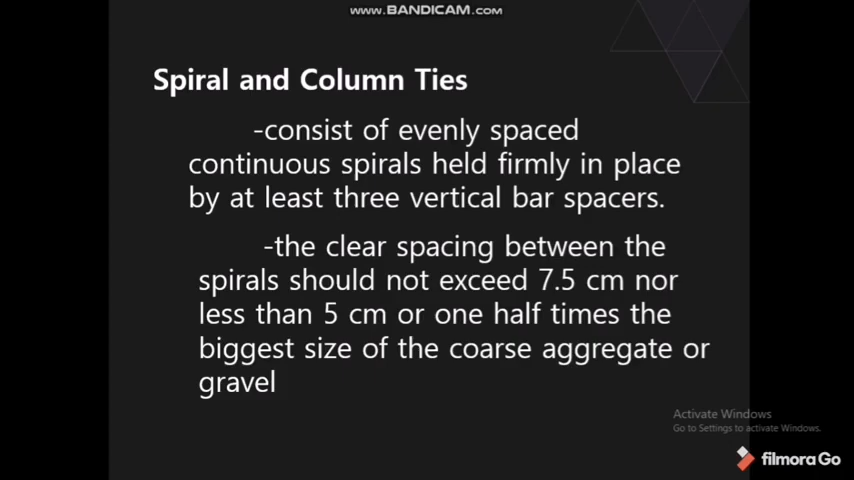 www.BANDICAM.com
Spiral and Column Ties
-consist of evenly spaced
continuous spirals held firmly in place
by at least three vertical bar spacers.
-the clear spacing between the
spirals should not exceed 7.5 cm nor
less than 5 cm or one half times the
biggest size of the coarse aggregate or
gravel
Activate Windows
Go to Settings to activate Windows.
filmora Go